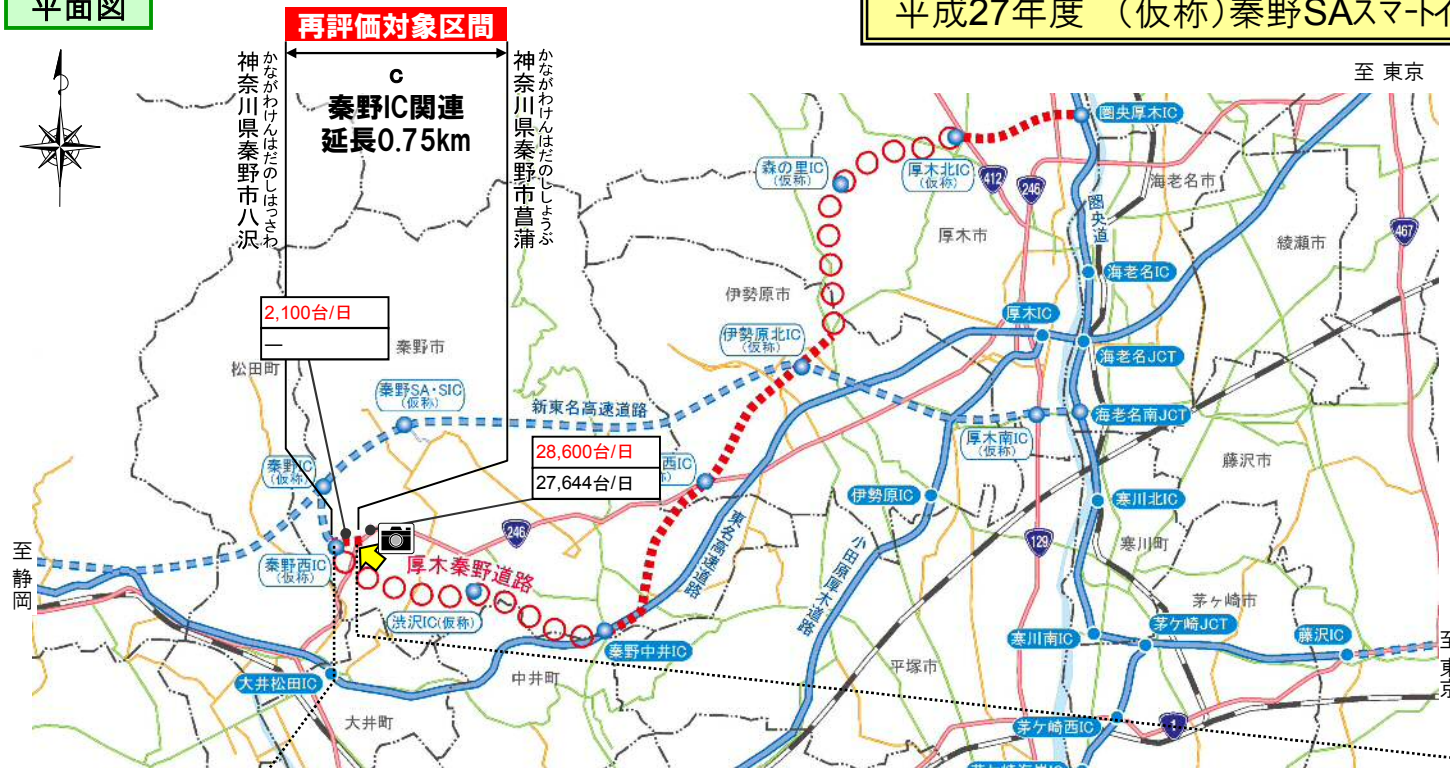 平面図
平成27年度 (仮称)秦野SAスマートイ
再評価対象区間
至 東京
神奈川県秦野市八沢
かながわけんはだのしはっさわ
c
秦野IC関連
延長0.75km
神奈川県秦野市菖蒲
かながわけんはだのししょうぶ
圏央厚木IC
森の里IC
(仮称)
厚木北IC
(仮称)
412
246
海老名市
圏央道
467
厚木市
綾瀬市
海老名IC
伊勢原市
2,100台/日
―
厚木IC
伊勢原北IC
(仮称)
秦野市
海老名JCT
松田町
秦野SA・SIC
(仮称)
新東名高速道路
海老名南JCT
厚木南IC
(仮称)
28,600台/日
27,644台/日
西IC
藤沢市
秦野IC
(仮称)
伊勢原IC
寒川北IC
東名高速道路
246
129
小田原厚木道路
寒川町
至静岡
秦野西IC
(仮称)
厚木秦野道路
茅ヶ崎市
渋沢IC(仮称)
茅ヶ崎JCT
寒川南IC
藤沢IC
至東京
秦野中井IC
平塚市
大井松田IC
中井町
大井町
茅ヶ崎西IC
1
茅ヶ崎海岸IC